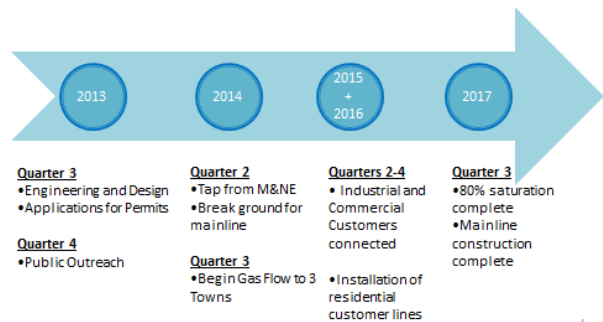 2013
2014
2015
+
2016
2017
Quarter 3
•Engineering and Design
•Applications for Permits
Quarter 4
•Public Outreach
Quarter 2
•Tap from M&NE
•Break ground for
mainline
Quarter 3
•Begin Gas Flow to 3
Towns
Quarters 2-4
• Industrial and
Commercial
Customers
connected
•Installation of
residential
customer lines
Quarter 3
•80% saturation
complete
•Mainline
construction
complete